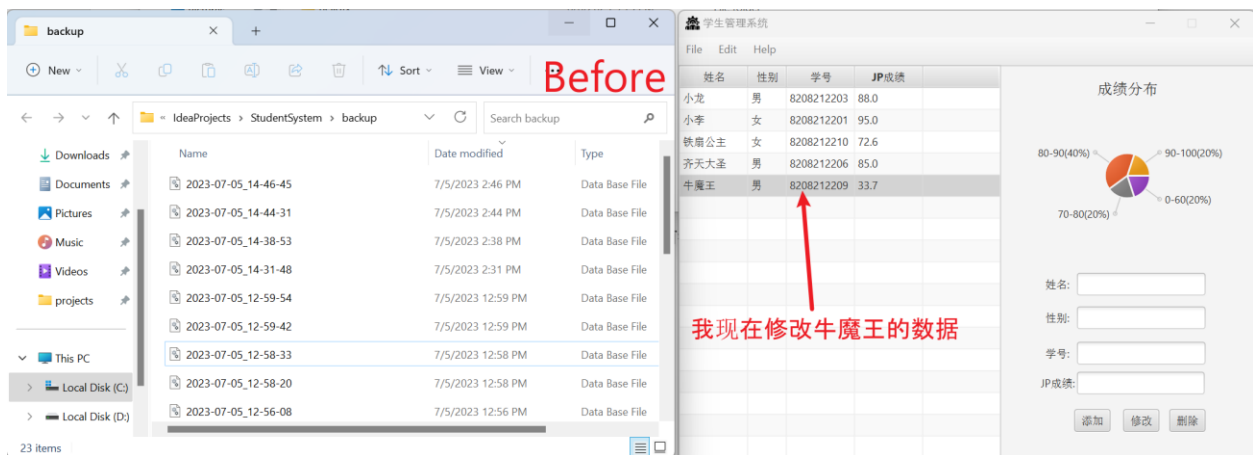 backup
New
Sort
View
Before
« IdeaProjects > StudentSystem > backup
Search backup
Downloads
Documents
Pictures
Music
Videos
projects
This PC
Local Disk (C:)
Local Disk (D:)
Name Date modified Type
2023-07-05_14-46-45 7/5/2023 2:46 PM Data Base File
2023-07-05_14-44-31 7/5/2023 2:44 PM Data Base File
2023-07-05_14-38-53 7/5/2023 2:38 PM Data Base File
2023-07-05_14-31-48 7/5/2023 2:31 PM Data Base File
2023-07-05_12-59-54 7/5/2023 12:59 PM Data Base File
2023-07-05_12-59-42 7/5/2023 12:59 PM Data Base File
2023-07-05_12-58-33 7/5/2023 12:58 PM Data Base File
2023-07-05_12-58-20 7/5/2023 12:58 PM Data Base File
2023-07-05_12-56-08 7/5/2023 12:56 PM Data Base File
23 items
学生管理系统
File Edit Help
姓名 性别 学号 JP成绩
小龙 男 8208212203 88.0
小李 女 8208212201 95.0
铁扇公主 女 8208212210 72.6
齐天大圣 男 8208212206 85.0
牛魔王 男 8208212209 33.7
我现在修改牛魔王的数据
成绩分布
80-90(40%)
90-100(20%)
70-80(20%)
0-60(20%)
姓名:
性别:
学号:
JP成绩:
添加 修改 删除